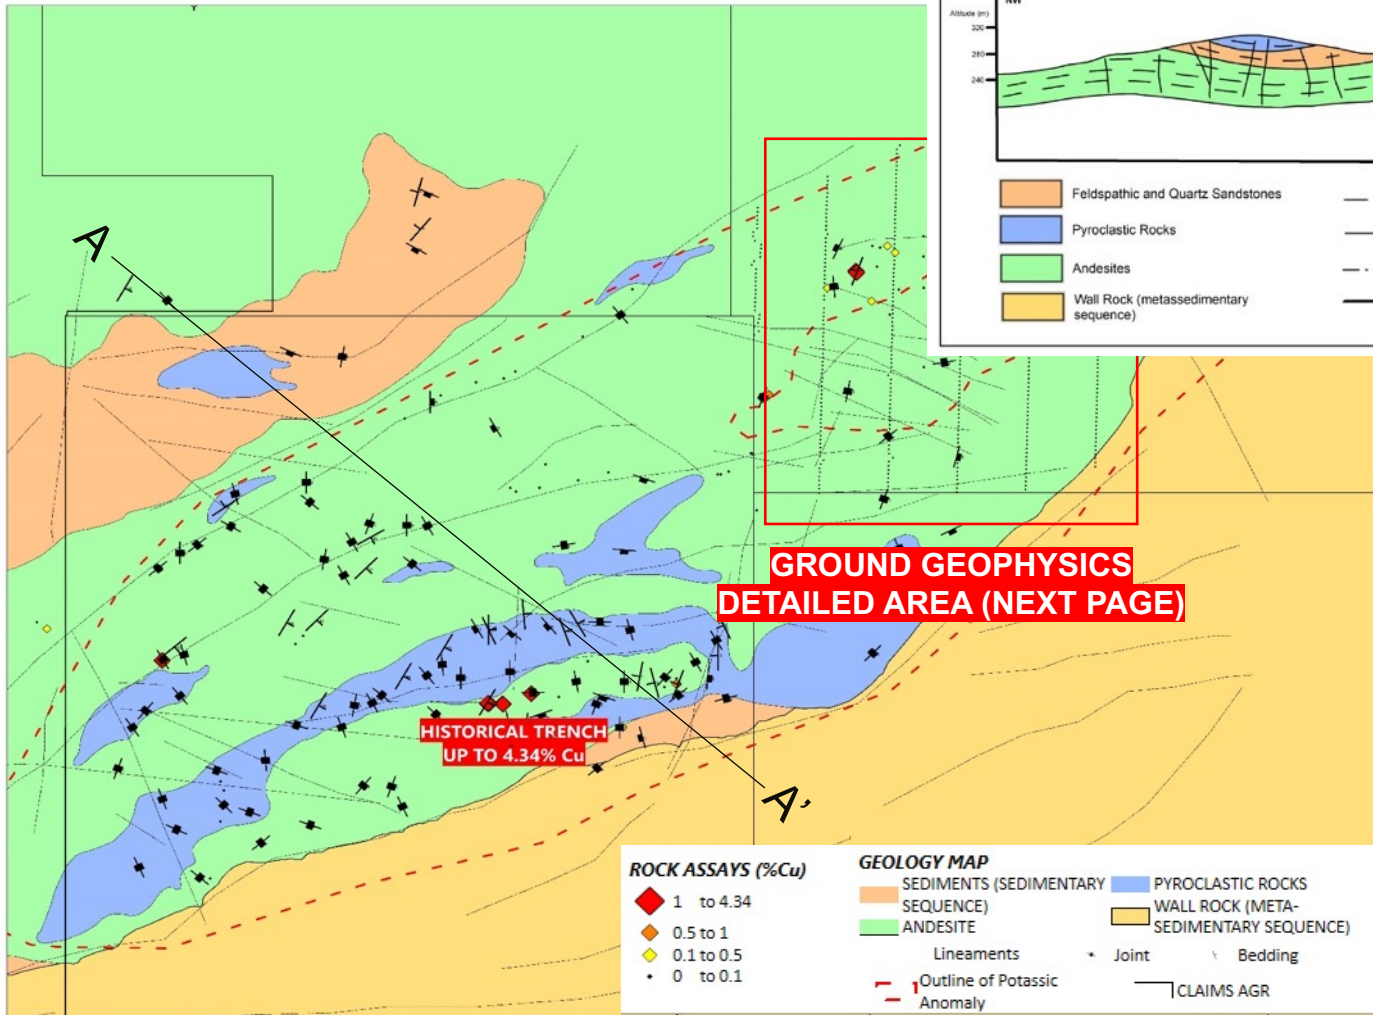 NW
Altitude (m)
320
280
240
Feldspathic and Quartz Sandstones
Pyroclastic Rocks
Andesites
Wall Rock (metassedimentary
sequence)
A
GROUND GEOPHYSICS
DETAILED AREA (NEXT PAGE)
HISTORICAL TRENCH
UP TO 4.34% Cu
A’
ROCK ASSAYS (%Cu)
1 to 4.34
0.5 to 1
0.1 to 0.5
0 to 0.1
GEOLOGY MAP
SEDIMENTS (SEDIMENTARY
SEQUENCE)
ANDESITE
PYROCLASTIC ROCKS
WALL ROCK (META-
SEDIMENTARY SEQUENCE)
Lineaments
Joint
Bedding
Outline of Potassic
Anomaly
CLAIMS AGR